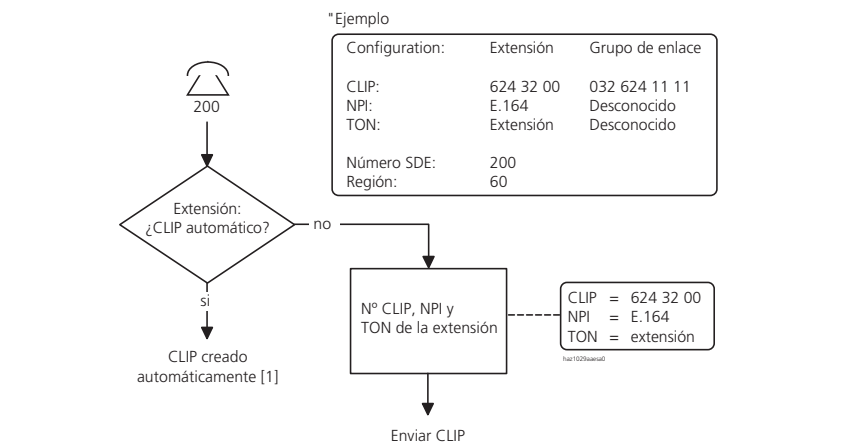 "Ejemplo
Configuration: Extensión Grupo de enlace
CLIP: 624 32 00 032 624 11 11
NPI: E.164 Desconocido
TON: Extensión Desconocido
Número SDE: 200
Región: 60
200
Extensión:
¿CLIP automático?
no
si
Nº CLIP, NPI y
TON de la extensión
CLIP = 624 32 00
NPI = E.164
TON = extensión
haz1029aaesa0
CLIP creado
automáticamente [1]
Enviar CLIP